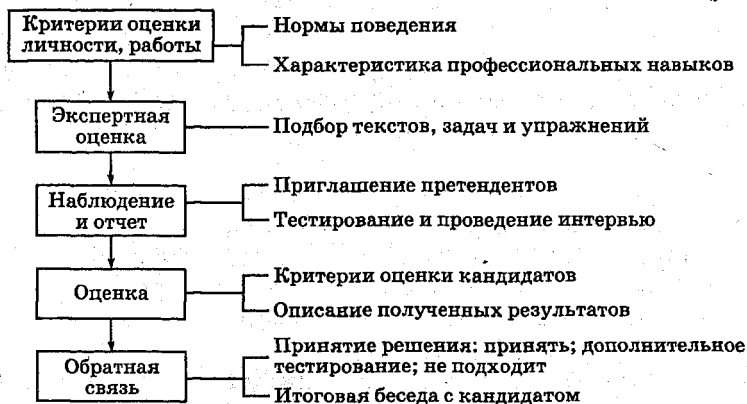 Критерии оценки
личности, работы
Нормы поведения
Характеристика профессиональных навыков
Экспертная
оценка
Подбор текстов, задач и упражнений
Наблюдение
и отчет
Приглашение претендентов
Тестирование и проведение интервью
Оценка
Критерии оценки кандидатов
Описание полученных результатов
Обратная
связь
Принятие решения: принять; дополнительное
тестирование; не подходит
Итоговая беседа с кандидатом